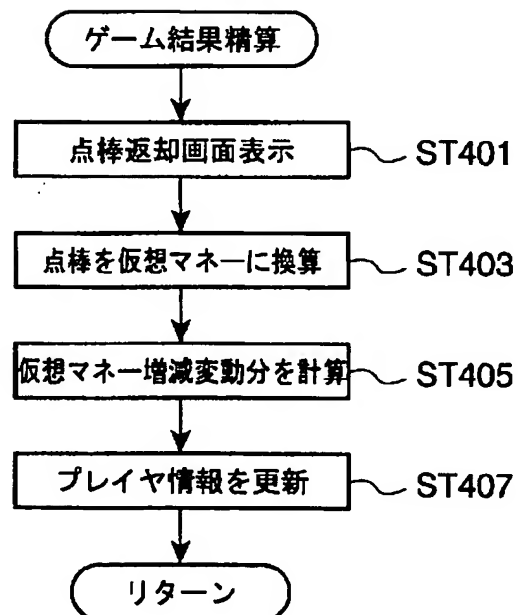 ゲーム結果精算
点棒返却画面表示 ST401
点棒を仮想マネーに換算 ST403
仮想マネー増減変動分を計算 ST405
プレイヤ情報を更新 ST407
リターン